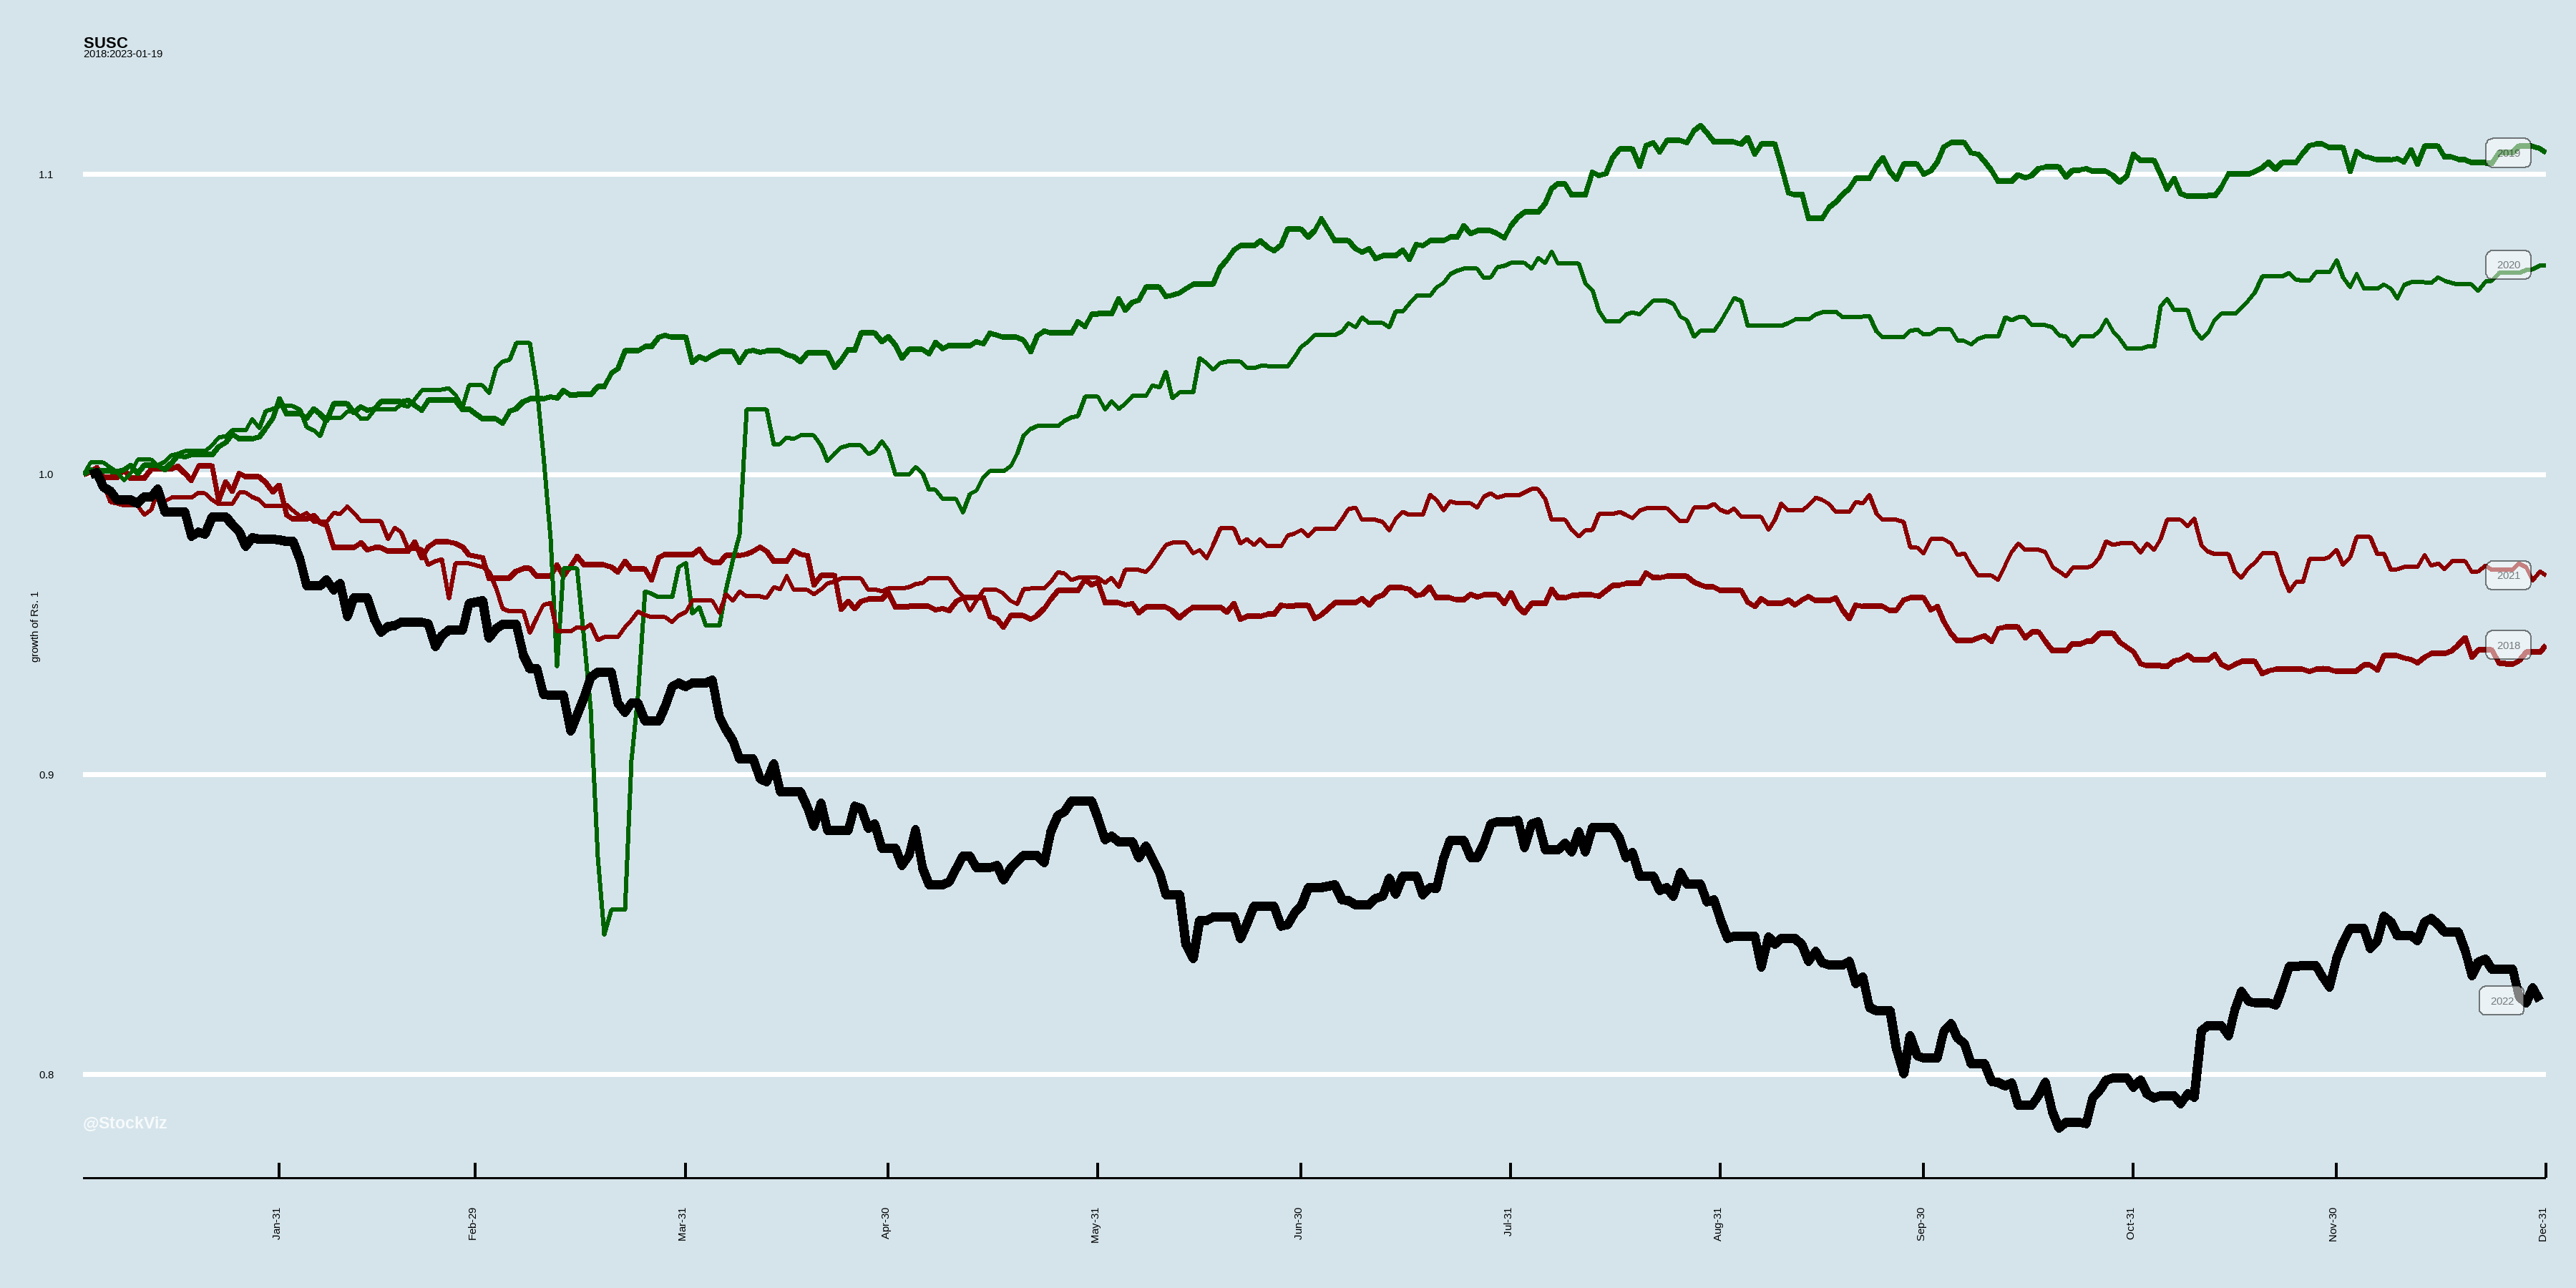 SUSC
2018:2023-01-19
1.1
1.0
0.9
0.8
growth of Rs. 1
2019
2020
2021
2018
2022
@StockViz
Jan-31
Feb-29
Mar-31
Apr-30
May-31
Jun-30
Jul-31
Aug-31
Sep-30
Oct-31
Nov-30
Dec-31